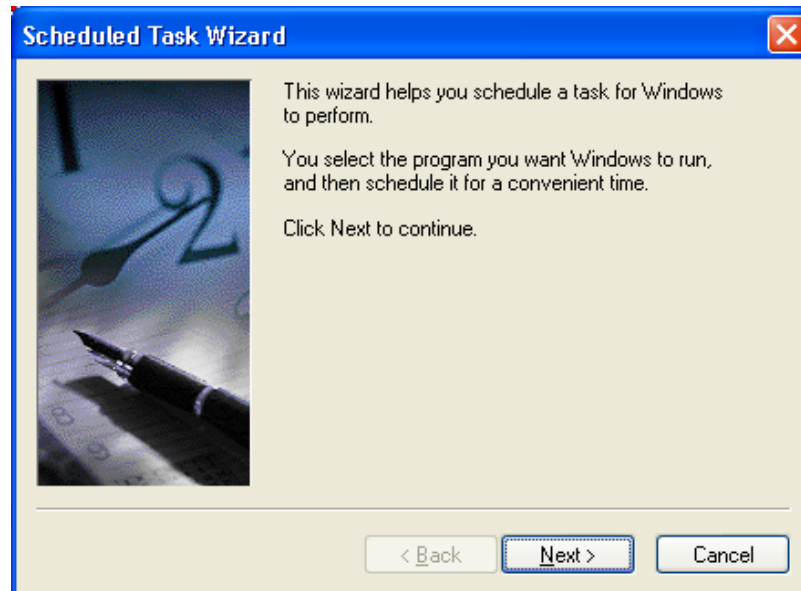 Scheduled Task Wizard
This wizard helps you schedule a task for Windows
to perform.
You select the program you want Windows to run,
and then schedule it for a convenient time.
Click Next to continue.
< Back
Next >
Cancel